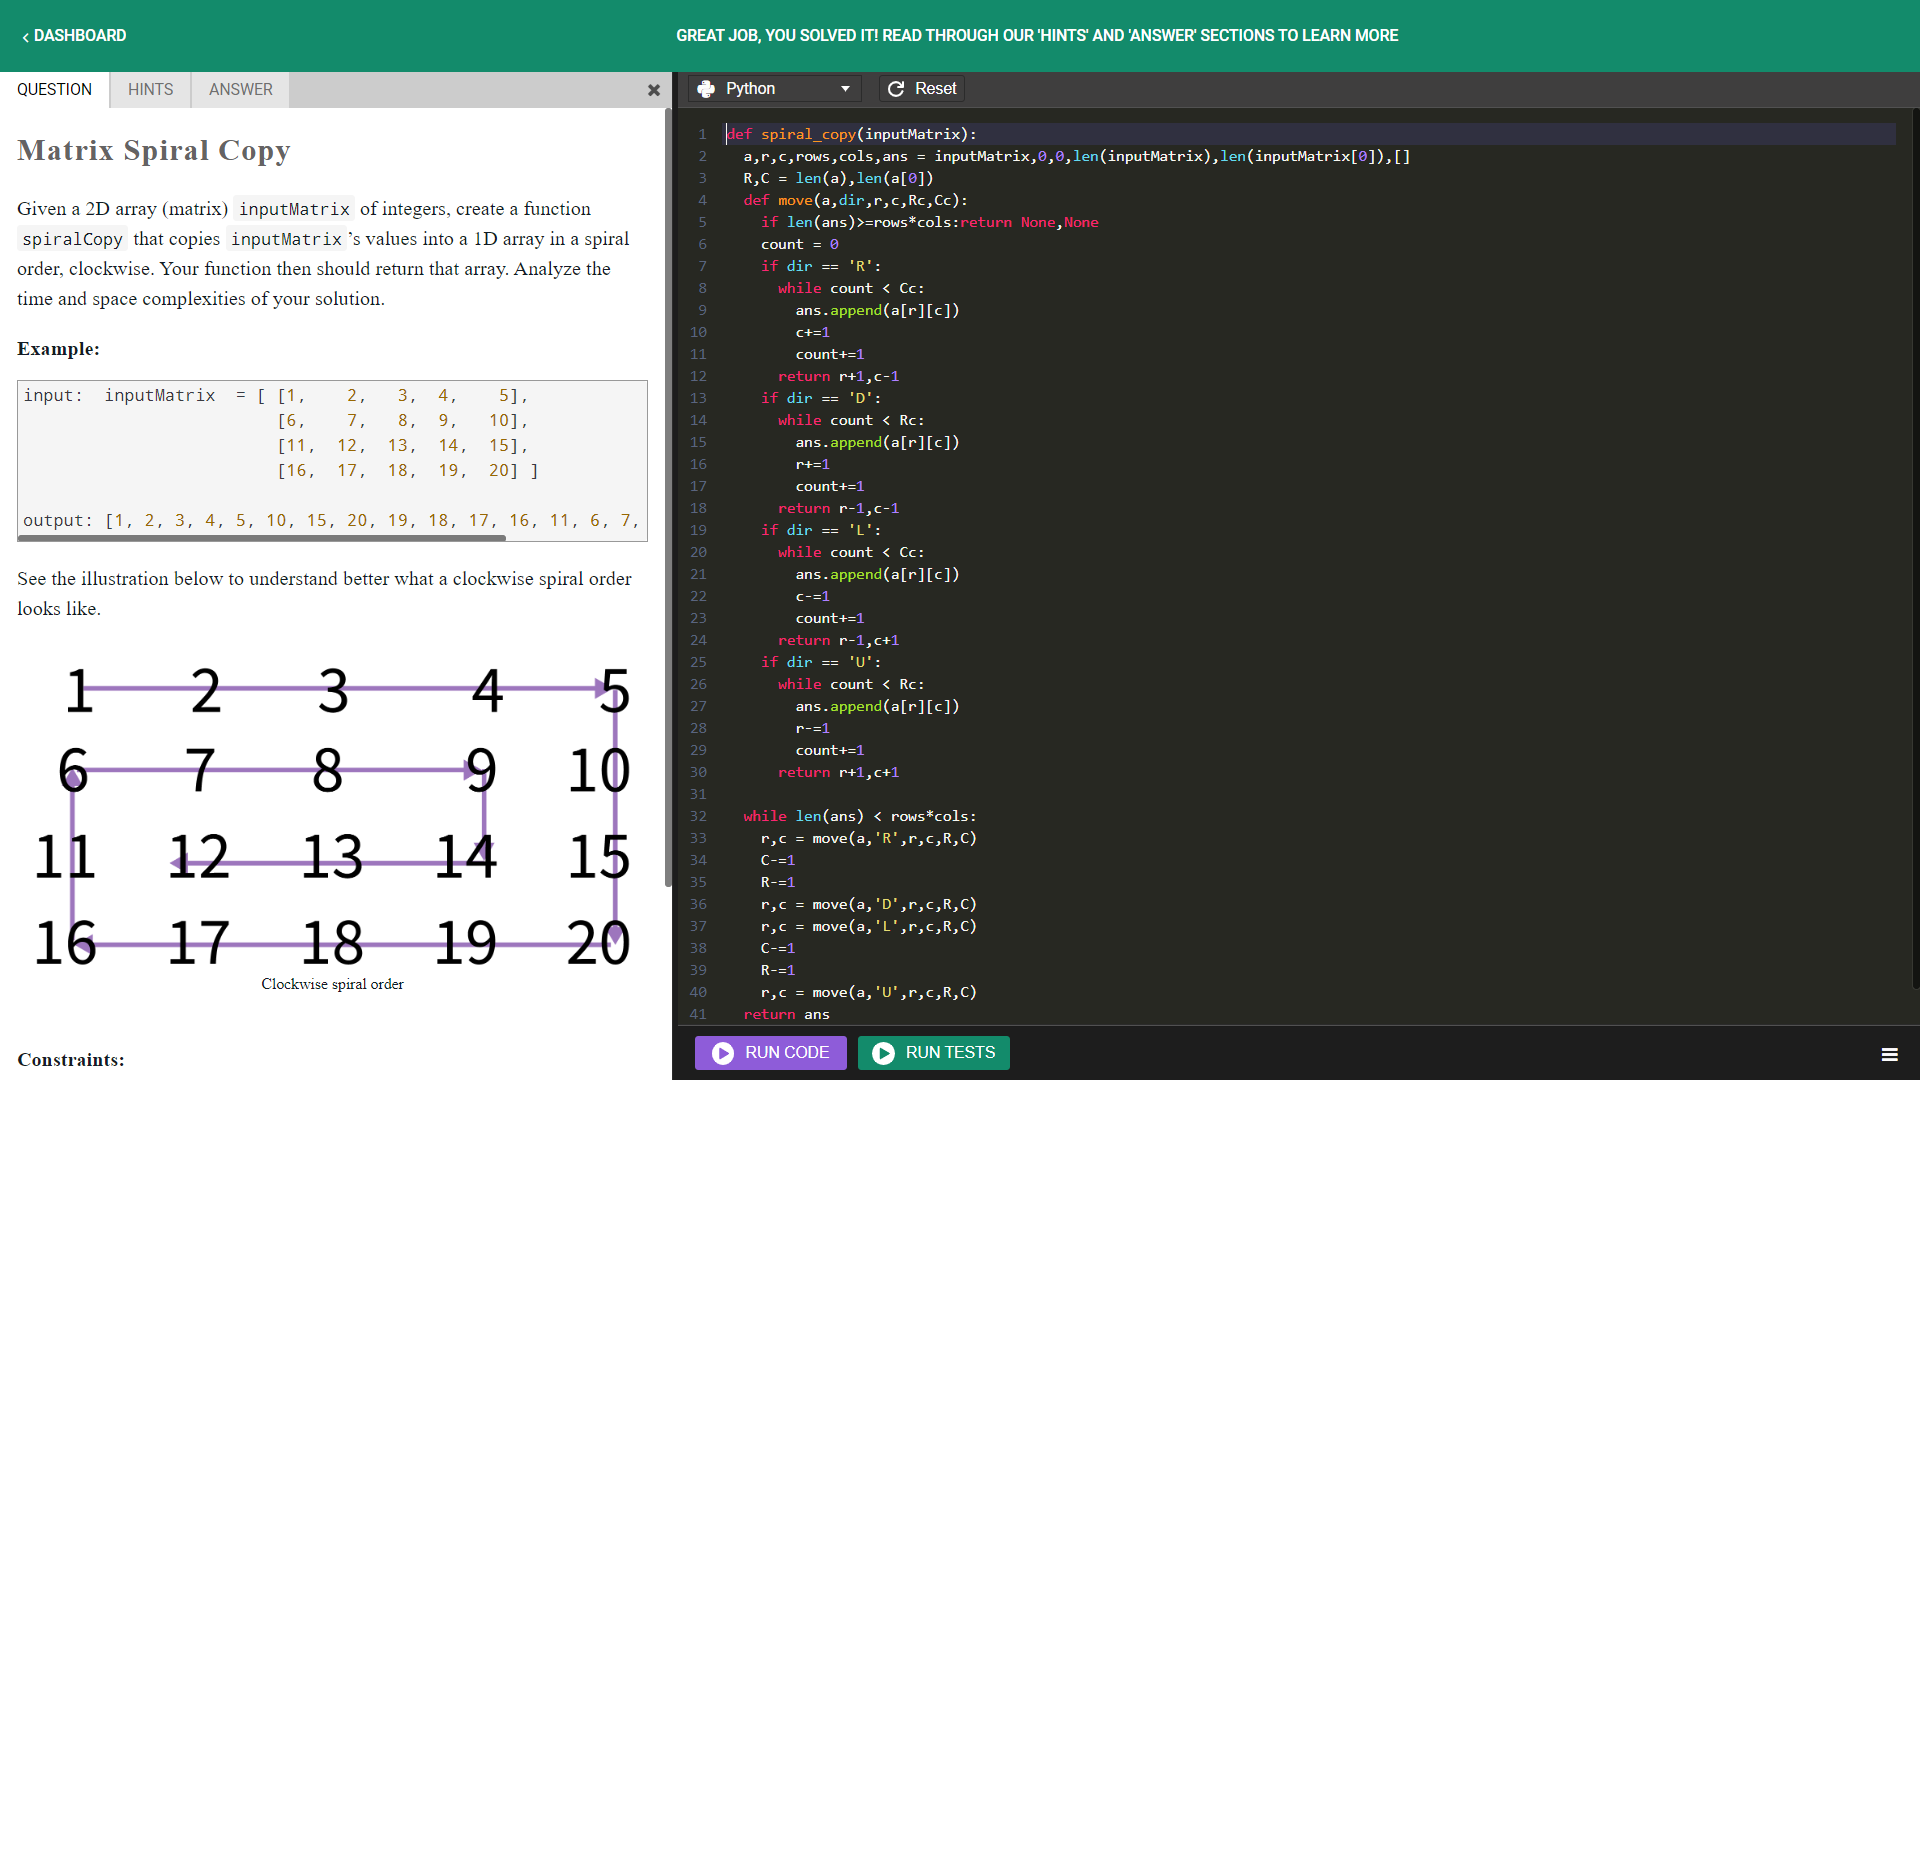 ‹ DASHBOARD
GREAT JOB, YOU SOLVED IT! READ THROUGH OUR 'HINTS' AND 'ANSWER' SECTIONS TO LEARN MORE
QUESTION HINTS ANSWER ✖
Matrix Spiral Copy
Given a 2D array (matrix) inputMatrix of integers, create a function
spiralCopy that copies inputMatrix 's values into a 1D array in a spiral
order, clockwise. Your function then should return that array. Analyze the
time and space complexities of your solution.
Example:
input:  inputMatrix  = [ [1,    2,   3,  4,    5],
                         [6,    7,   8,  9,   10],
                         [11,  12,  13,  14,  15],
                         [16,  17,  18,  19,  20] ]
output: [1, 2, 3, 4, 5, 10, 15, 20, 19, 18, 17, 16, 11, 6, 7,
See the illustration below to understand better what a clockwise spiral order
looks like.
1 2 3 4 5
6 7 8 9 10
11 12 13 14 15
16 17 18 19 20
Clockwise spiral order
Constraints:
Python Reset
1 def spiral_copy(inputMatrix):
2   a,r,c,rows,cols,ans = inputMatrix,0,0,len(inputMatrix),len(inputMatrix[0]),[]
3   R,C = len(a),len(a[0])
4   def move(a,dir,r,c,Rc,Cc):
5     if len(ans)>=rows*cols:return None,None
6     count = 0
7     if dir == 'R':
8       while count < Cc:
9         ans.append(a[r][c])
10         c+=1
11         count+=1
12       return r+1,c-1
13     if dir == 'D':
14       while count < Rc:
15         ans.append(a[r][c])
16         r+=1
17         count+=1
18       return r-1,c-1
19     if dir == 'L':
20       while count < Cc:
21         ans.append(a[r][c])
22         c-=1
23         count+=1
24       return r-1,c+1
25     if dir == 'U':
26       while count < Rc:
27         ans.append(a[r][c])
28         r-=1
29         count+=1
30       return r+1,c+1
31
32   while len(ans) < rows*cols:
33     r,c = move(a,'R',r,c,R,C)
34     C-=1
35     R-=1
36     r,c = move(a,'D',r,c,R,C)
37     r,c = move(a,'L',r,c,R,C)
38     C-=1
39     R-=1
40     r,c = move(a,'U',r,c,R,C)
41   return ans
RUN CODE RUN TESTS